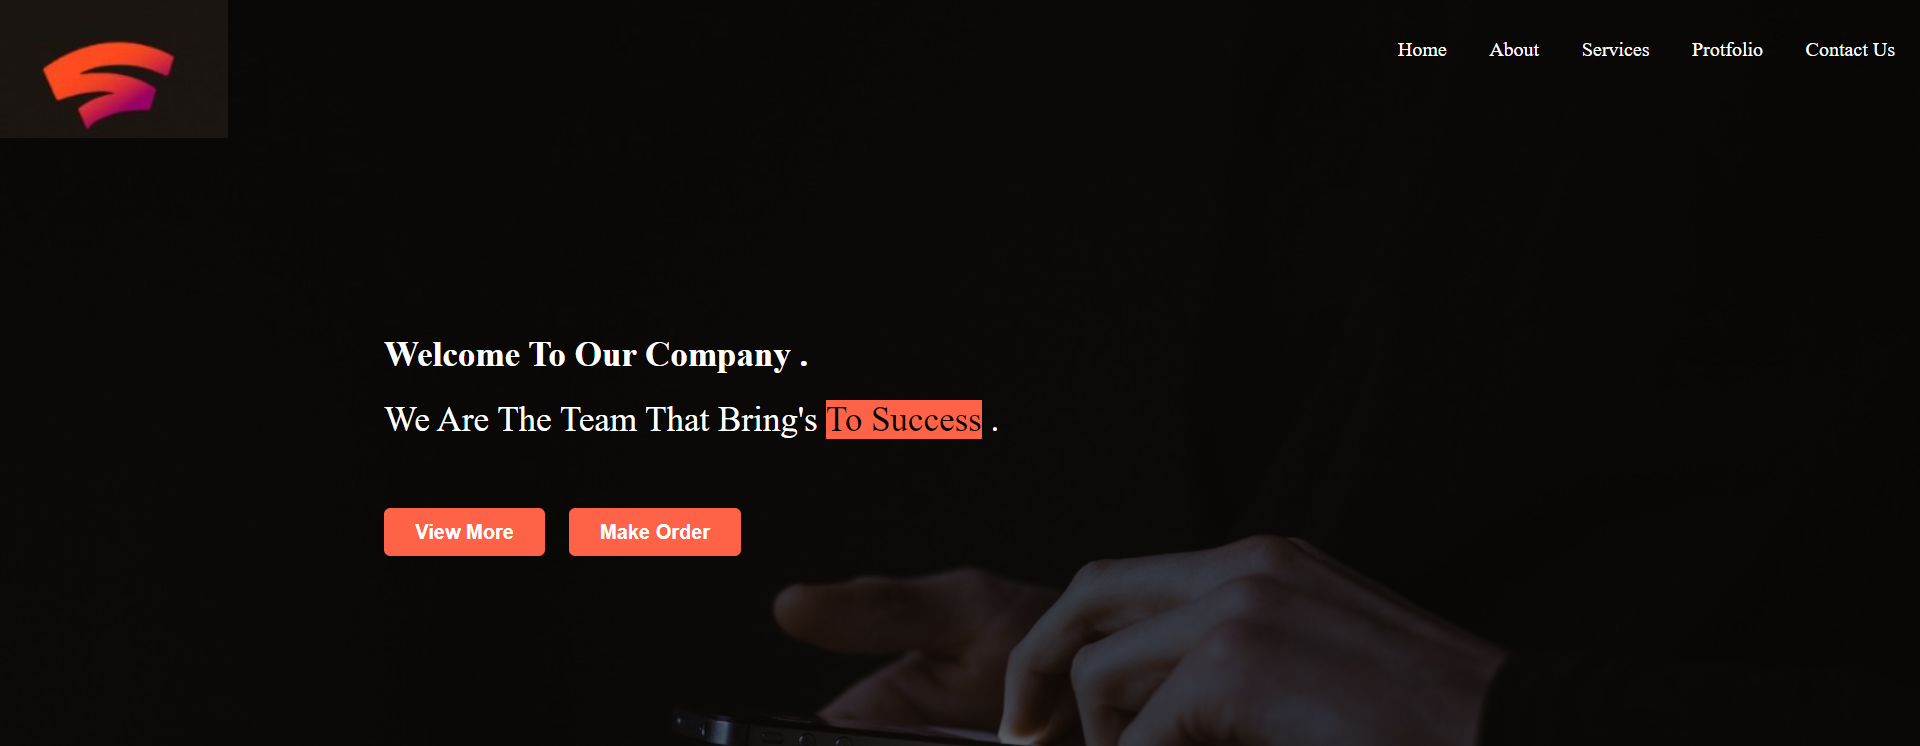 Home About Services Protfolio Contact Us
Welcome To Our Company .
We Are The Team That Bring's To Success .
View More Make Order